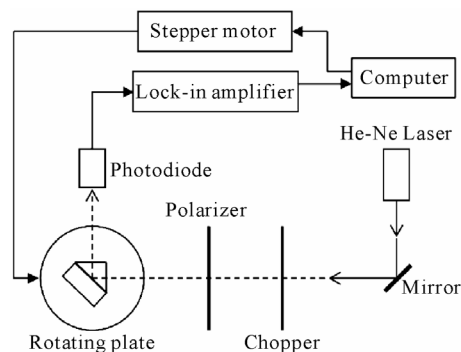 Stepper motor
Computer
Lock-in amplifier
He-Ne Laser
Photodiode
Polarizer
Mirror
Rotating plate
Chopper